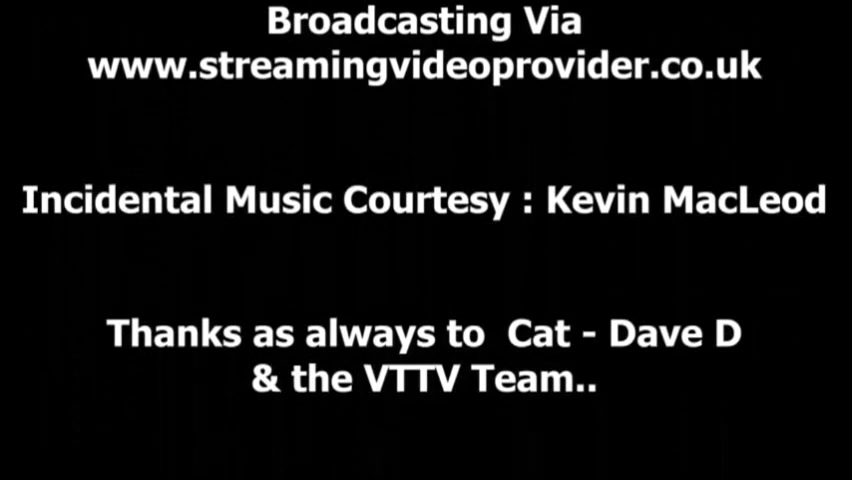 Broadcasting Via
www.streamingvideoprovider.co.uk
Incidental Music Courtesy : Kevin MacLeod
Thanks as always to  Cat - Dave D
& the VTTV Team..